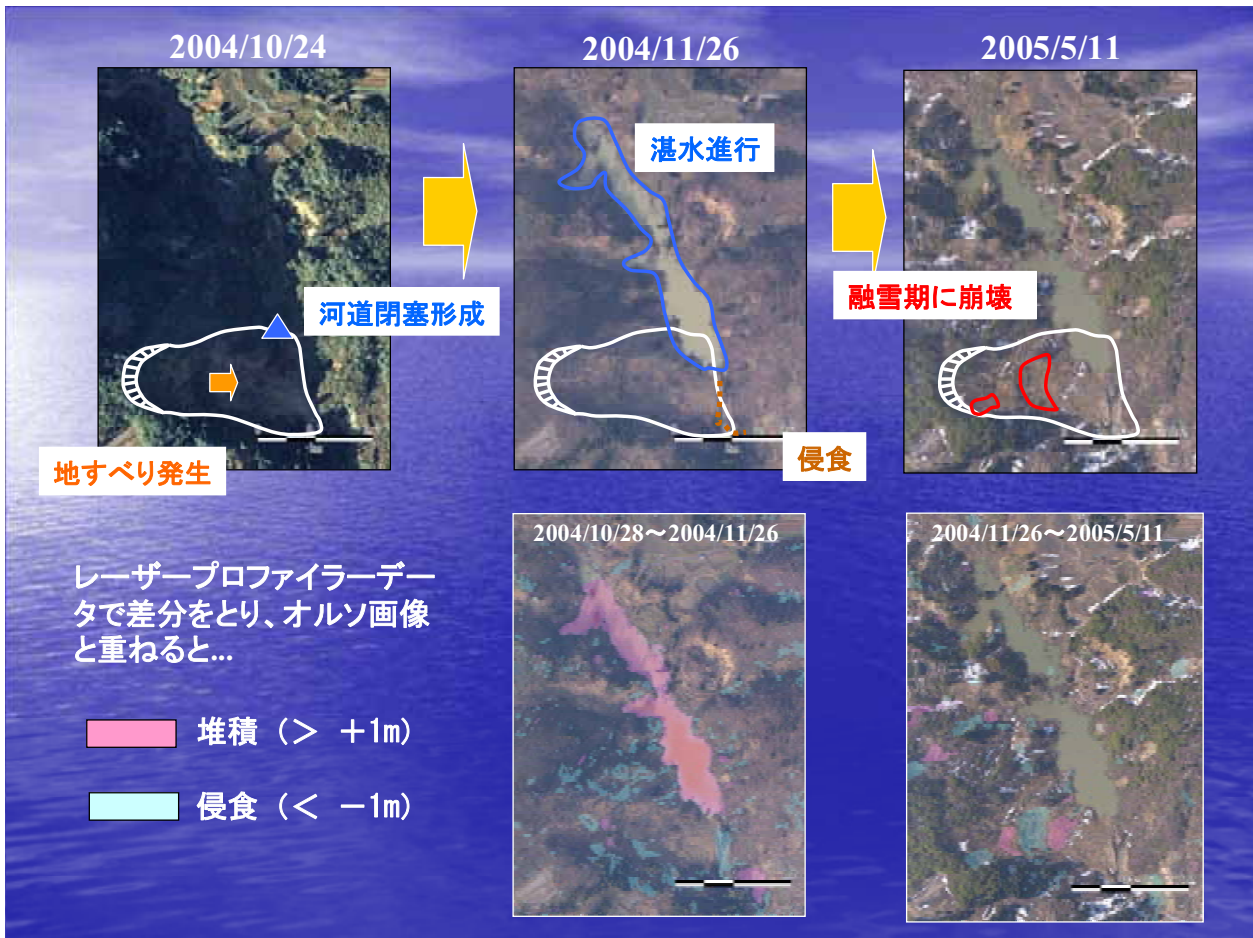 2004/10/24
2004/11/26
2005/5/11
湛水進行
河道閉塞形成
融雪期に崩壊
地すべり発生
侵食
2004/10/28～2004/11/26
2004/11/26～2005/5/11
レーザープロファイラーデー
タで差分をとり、オルソ画像
と重ねると...
堆積（＞ ＋1m）
侵食（＜ －1m）